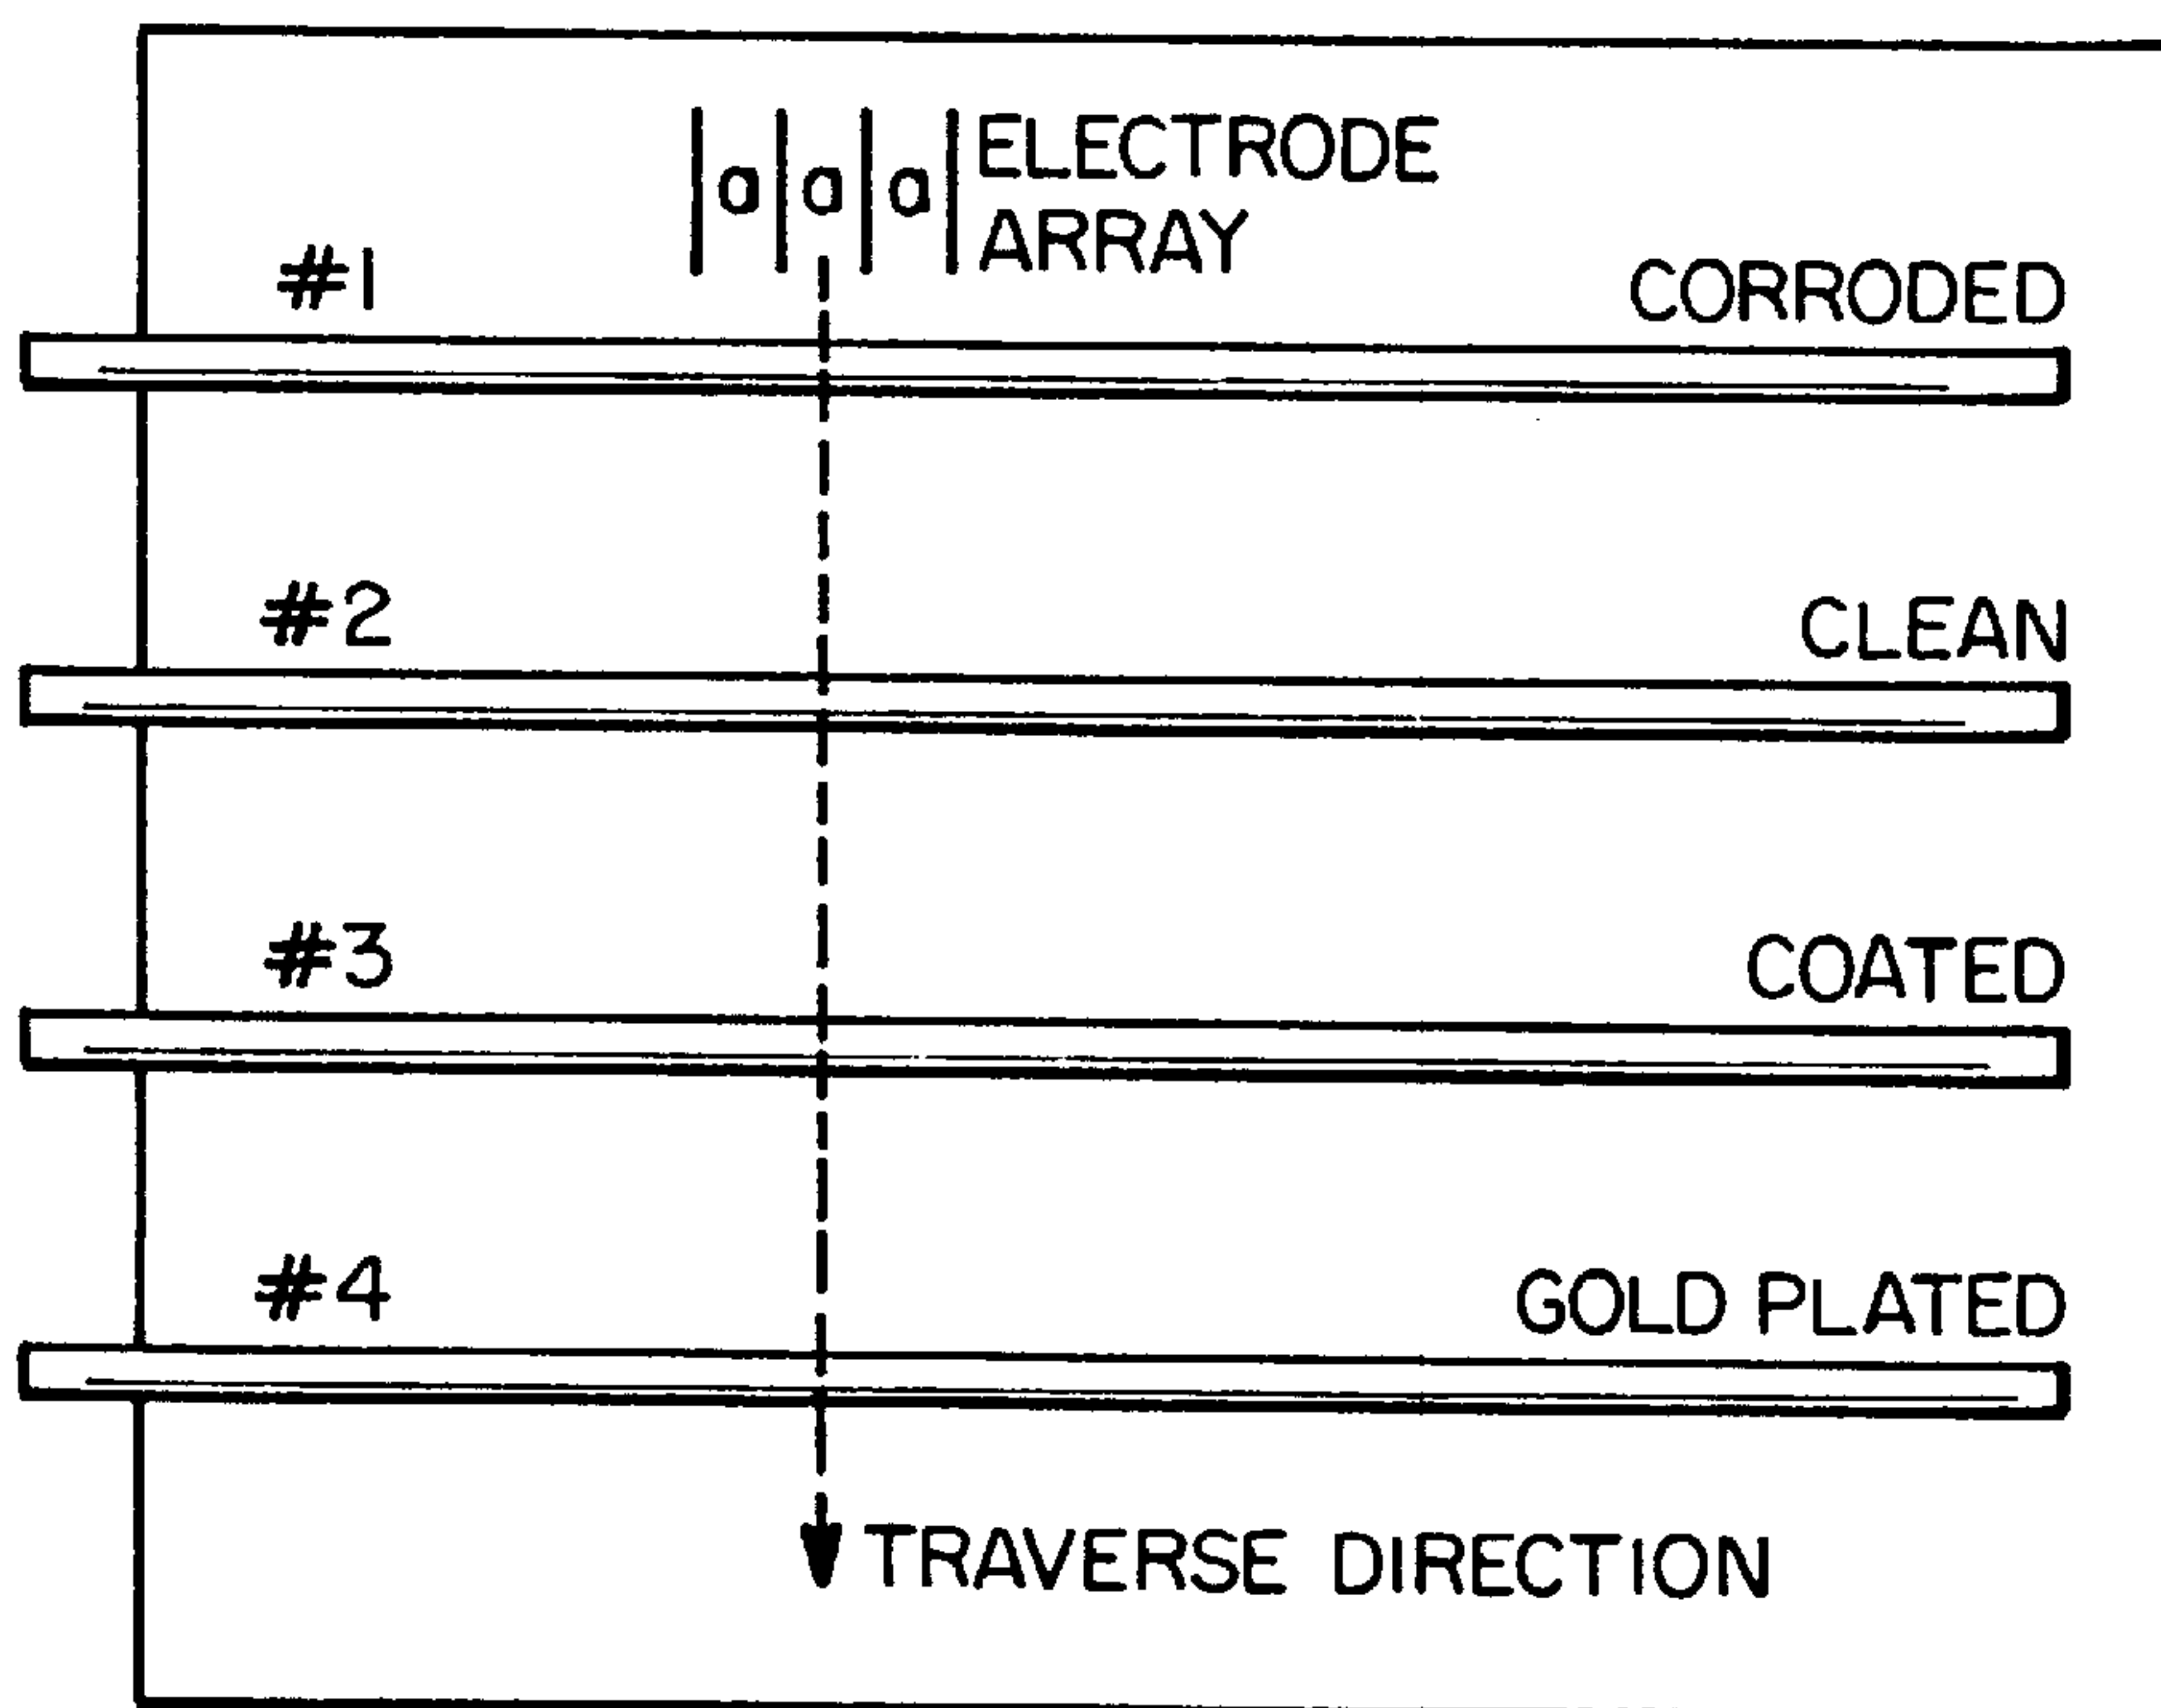 |a|a|a| ELECTRODE
ARRAY
#1 CORRODED
#2 CLEAN
#3 COATED
#4 GOLD PLATED
TRAVERSE DIRECTION